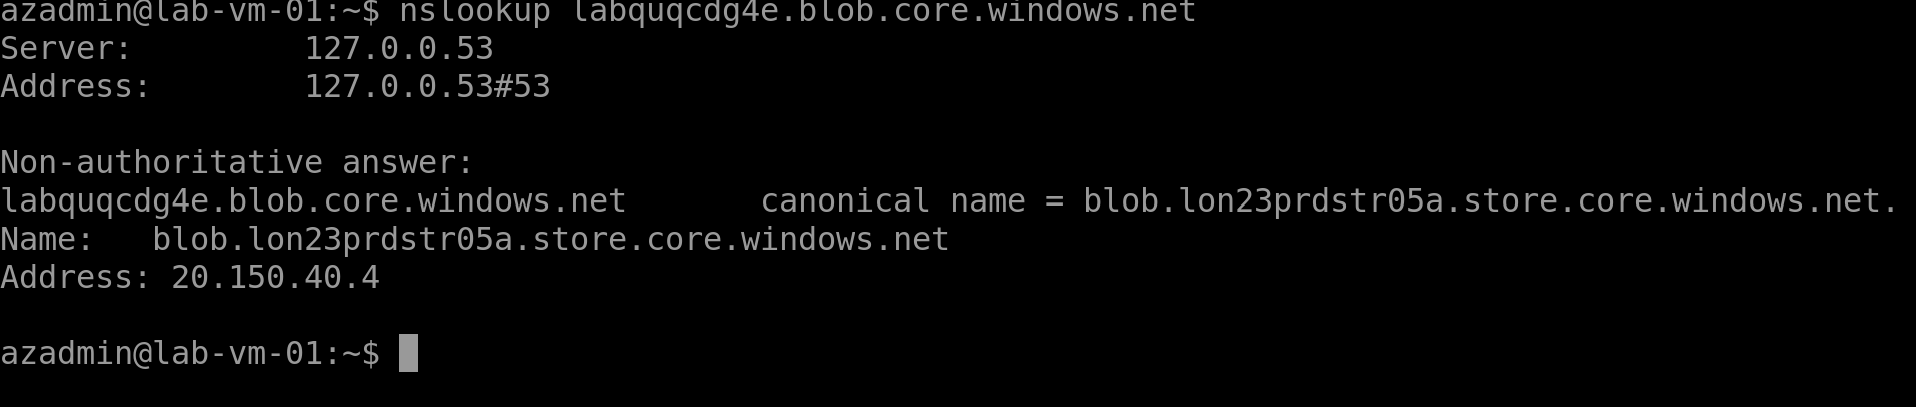 azadmin@lab-vm-01:~$ nslookup labquqcdg4e.blob.core.windows.net
Server:         127.0.0.53
Address:        127.0.0.53#53

Non-authoritative answer:
labquqcdg4e.blob.core.windows.net       canonical name = blob.lon23prdstr05a.store.core.windows.net.
Name:   blob.lon23prdstr05a.store.core.windows.net
Address: 20.150.40.4

azadmin@lab-vm-01:~$